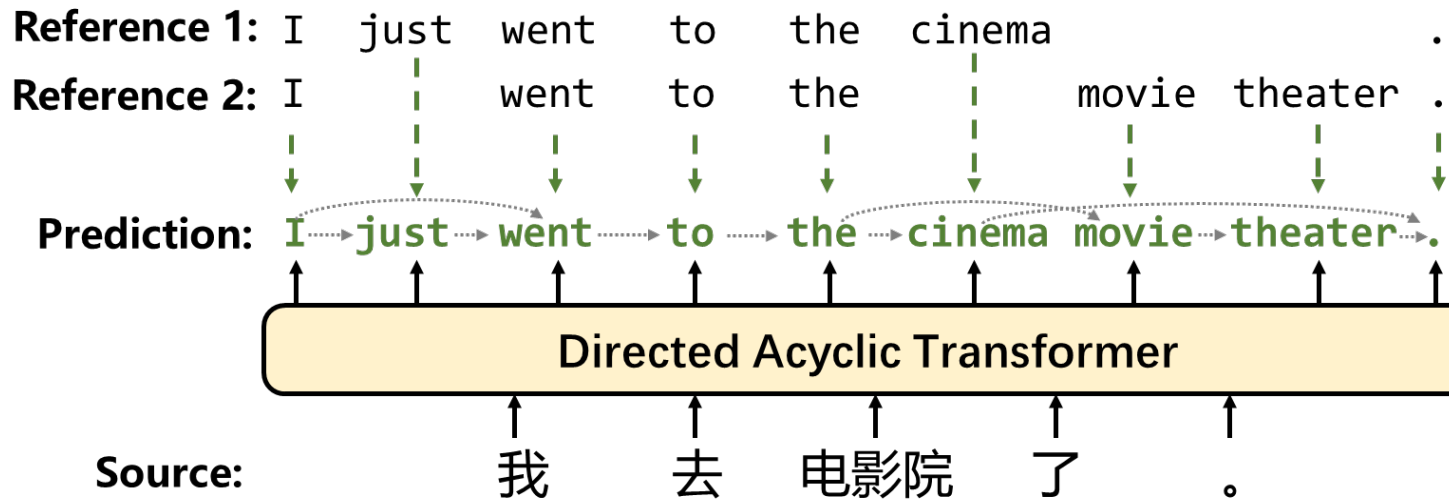 Reference 1: I just went to the cinema .
Reference 2: I went to the movie theater .
Prediction: I just went to the cinema movie theater .
Directed Acyclic Transformer
Source: 我 去 电影院 了 。